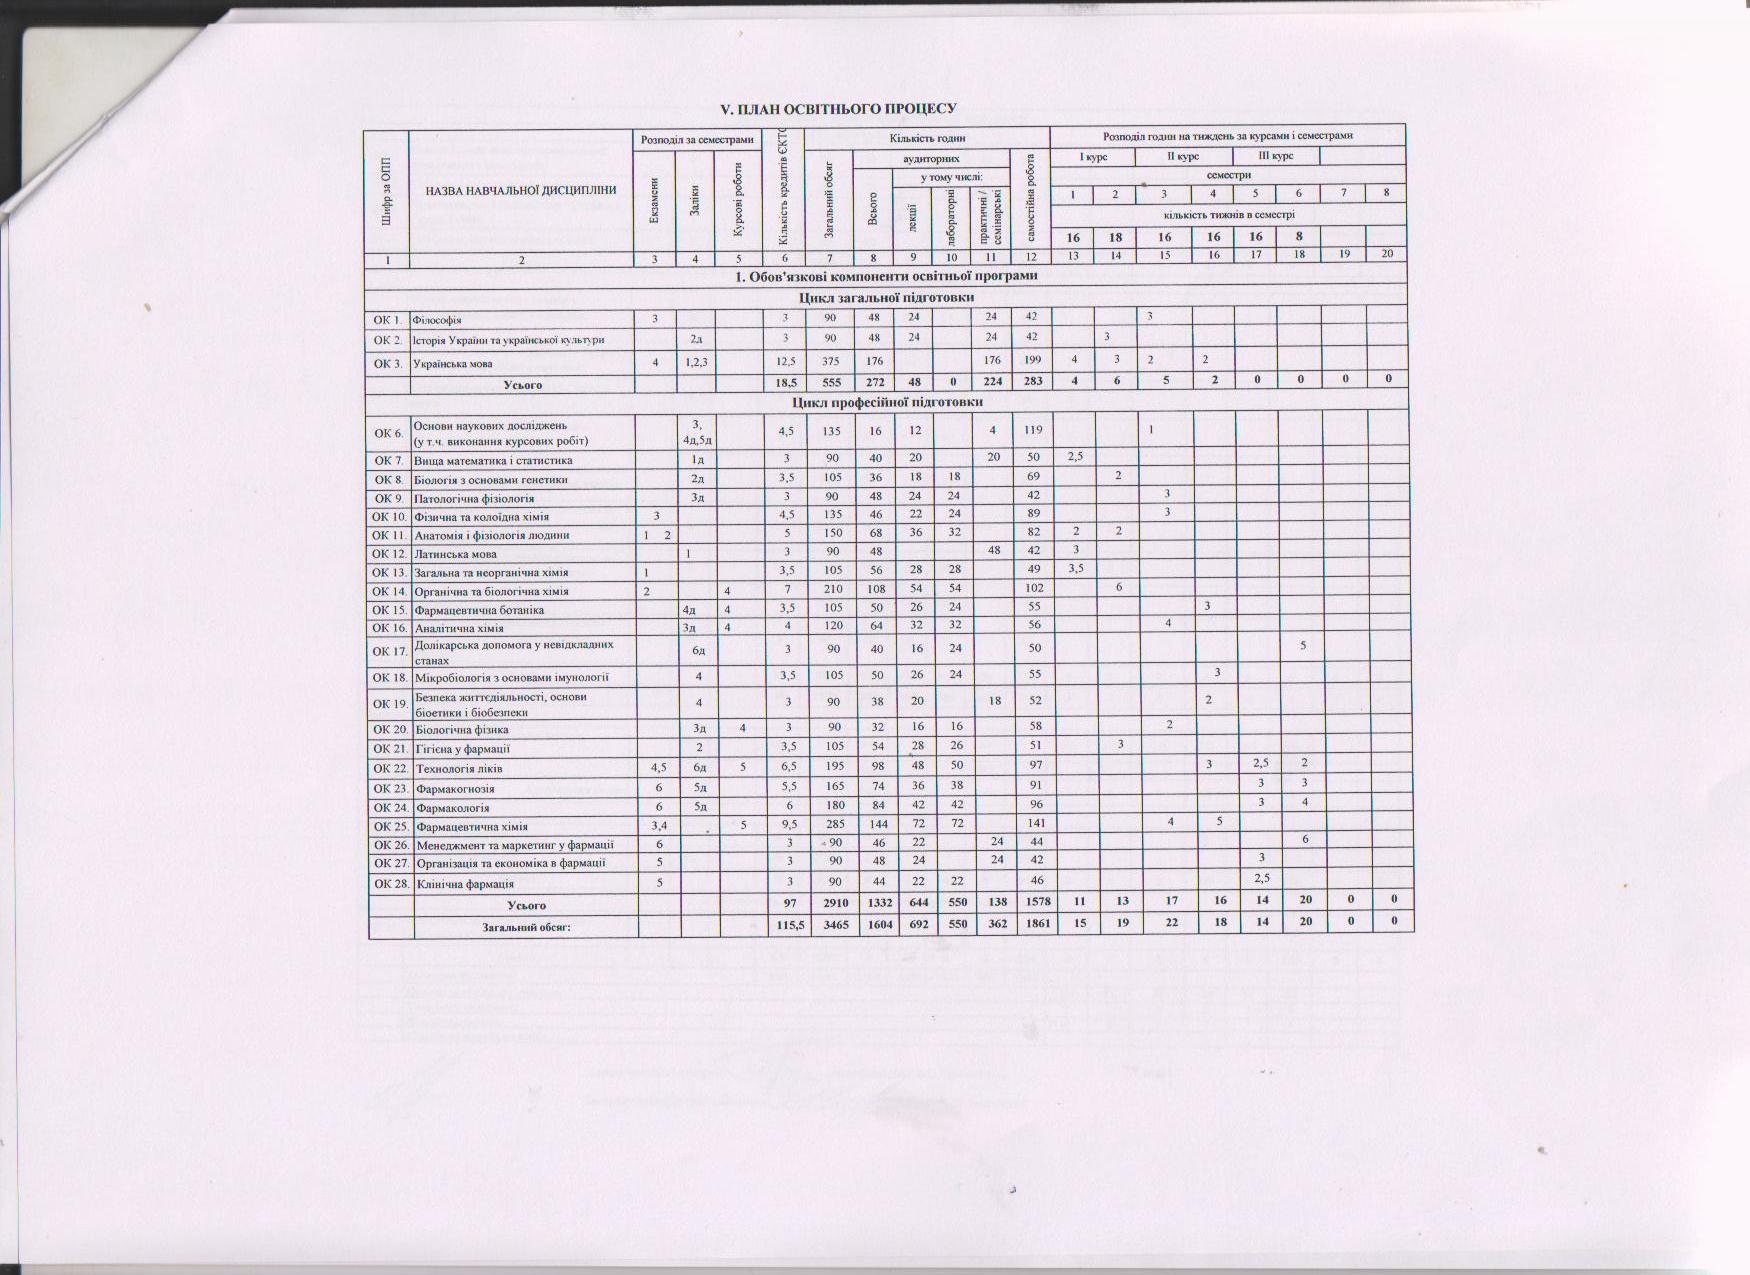 V. ПЛАН ОСВІТНЬОГО ПРОЦЕСУ
Шифр за ОПП
НАЗВА НАВЧАЛЬНОЇ ДИСЦИПЛІНИ
Розподіл за семестрами
Екзамени
Заліки
Курсові роботи
Кількість кредитів ЄКТС
Кількість годин
Загальний обсяг
аудиторних
Всього
у тому числі:
лекції
лабораторні
практичні / семінарські
самостійна робота
Розподіл годин на тиждень за курсами і семестрами
I курс II курс III курс
семестри
1 2 3 4 5 6 7 8
кількість тижнів в семестрі
16 18 16 16 16 8
1 2 3 4 5 6 7 8 9 10 11 12 13 14 15 16 17 18 19 20
1. Обов'язкові компоненти освітньої програми
Цикл загальної підготовки
ОК 1. Філософія 3 3 90 48 24 24 42 3
ОК 2. Історія України та української культури 2д 3 90 48 24 24 42 3
ОК 3. Українська мова 4 1,2,3 12,5 375 176 176 199 4 3 2 2
Усього 18,5 555 272 48 0 224 283 4 6 5 2 0 0 0 0
Цикл професійної підготовки
ОК 6. Основи наукових досліджень (у т.ч. виконання курсових робіт) 3, 4д,5д 4,5 135 16 12 4 119 1
ОК 7. Вища математика і статистика 1д 3 90 40 20 20 50 2,5
ОК 8. Біологія з основами генетики 2д 3,5 105 36 18 18 69 2
ОК 9. Патологічна фізіологія 3д 3 90 48 24 24 42 3
ОК 10. Фізична та колоїдна хімія 3 4,5 135 46 22 24 89 3
ОК 11. Анатомія і фізіологія людини 1 2 5 150 68 36 32 82 2 2
ОК 12. Латинська мова 1 3 90 48 48 42 3
ОК 13. Загальна та неорганічна хімія 1 3,5 105 56 28 28 49 3,5
ОК 14. Органічна та біологічна хімія 2 4 7 210 108 54 54 102 6
ОК 15. Фармацевтична ботаніка 4д 4 3,5 105 50 26 24 55 3
ОК 16. Аналітична хімія 3д 4 4 120 64 32 32 56 4
ОК 17. Долікарська допомога у невідкладних станах 6д 3 90 40 16 24 50 5
ОК 18. Мікробіологія з основами імунології 4 3,5 105 50 26 24 55 3
ОК 19. Безпека життєдіяльності, основи біоетики і біобезпеки 4 3 90 38 20 18 52 2
ОК 20. Біологічна фізика 3д 4 3 90 32 16 16 58 2
ОК 21. Гігієна у фармації 2 3,5 105 54 28 26 51 3
ОК 22. Технологія ліків 4,5 6д 5 6,5 195 98 48 50 97 3 2,5 2
ОК 23. Фармакогнозія 6 5д 5,5 165 74 36 38 91 3 3
ОК 24. Фармакологія 6 5д 6 180 84 42 42 96 3 4
ОК 25. Фармацевтична хімія 3,4 5 9,5 285 144 72 72 141 4 5
ОК 26. Менеджмент та маркетинг у фармації 6 3 90 46 22 24 44 6
ОК 27. Організація та економіка в фармації 5 3 90 48 24 24 42 3
ОК 28. Клінічна фармація 5 3 90 44 22 22 46 2,5
Усього 97 2910 1332 644 550 138 1578 11 13 17 16 14 20 0 0
Загальний обсяг: 115,5 3465 1604 692 550 362 1861 15 19 22 18 14 20 0 0